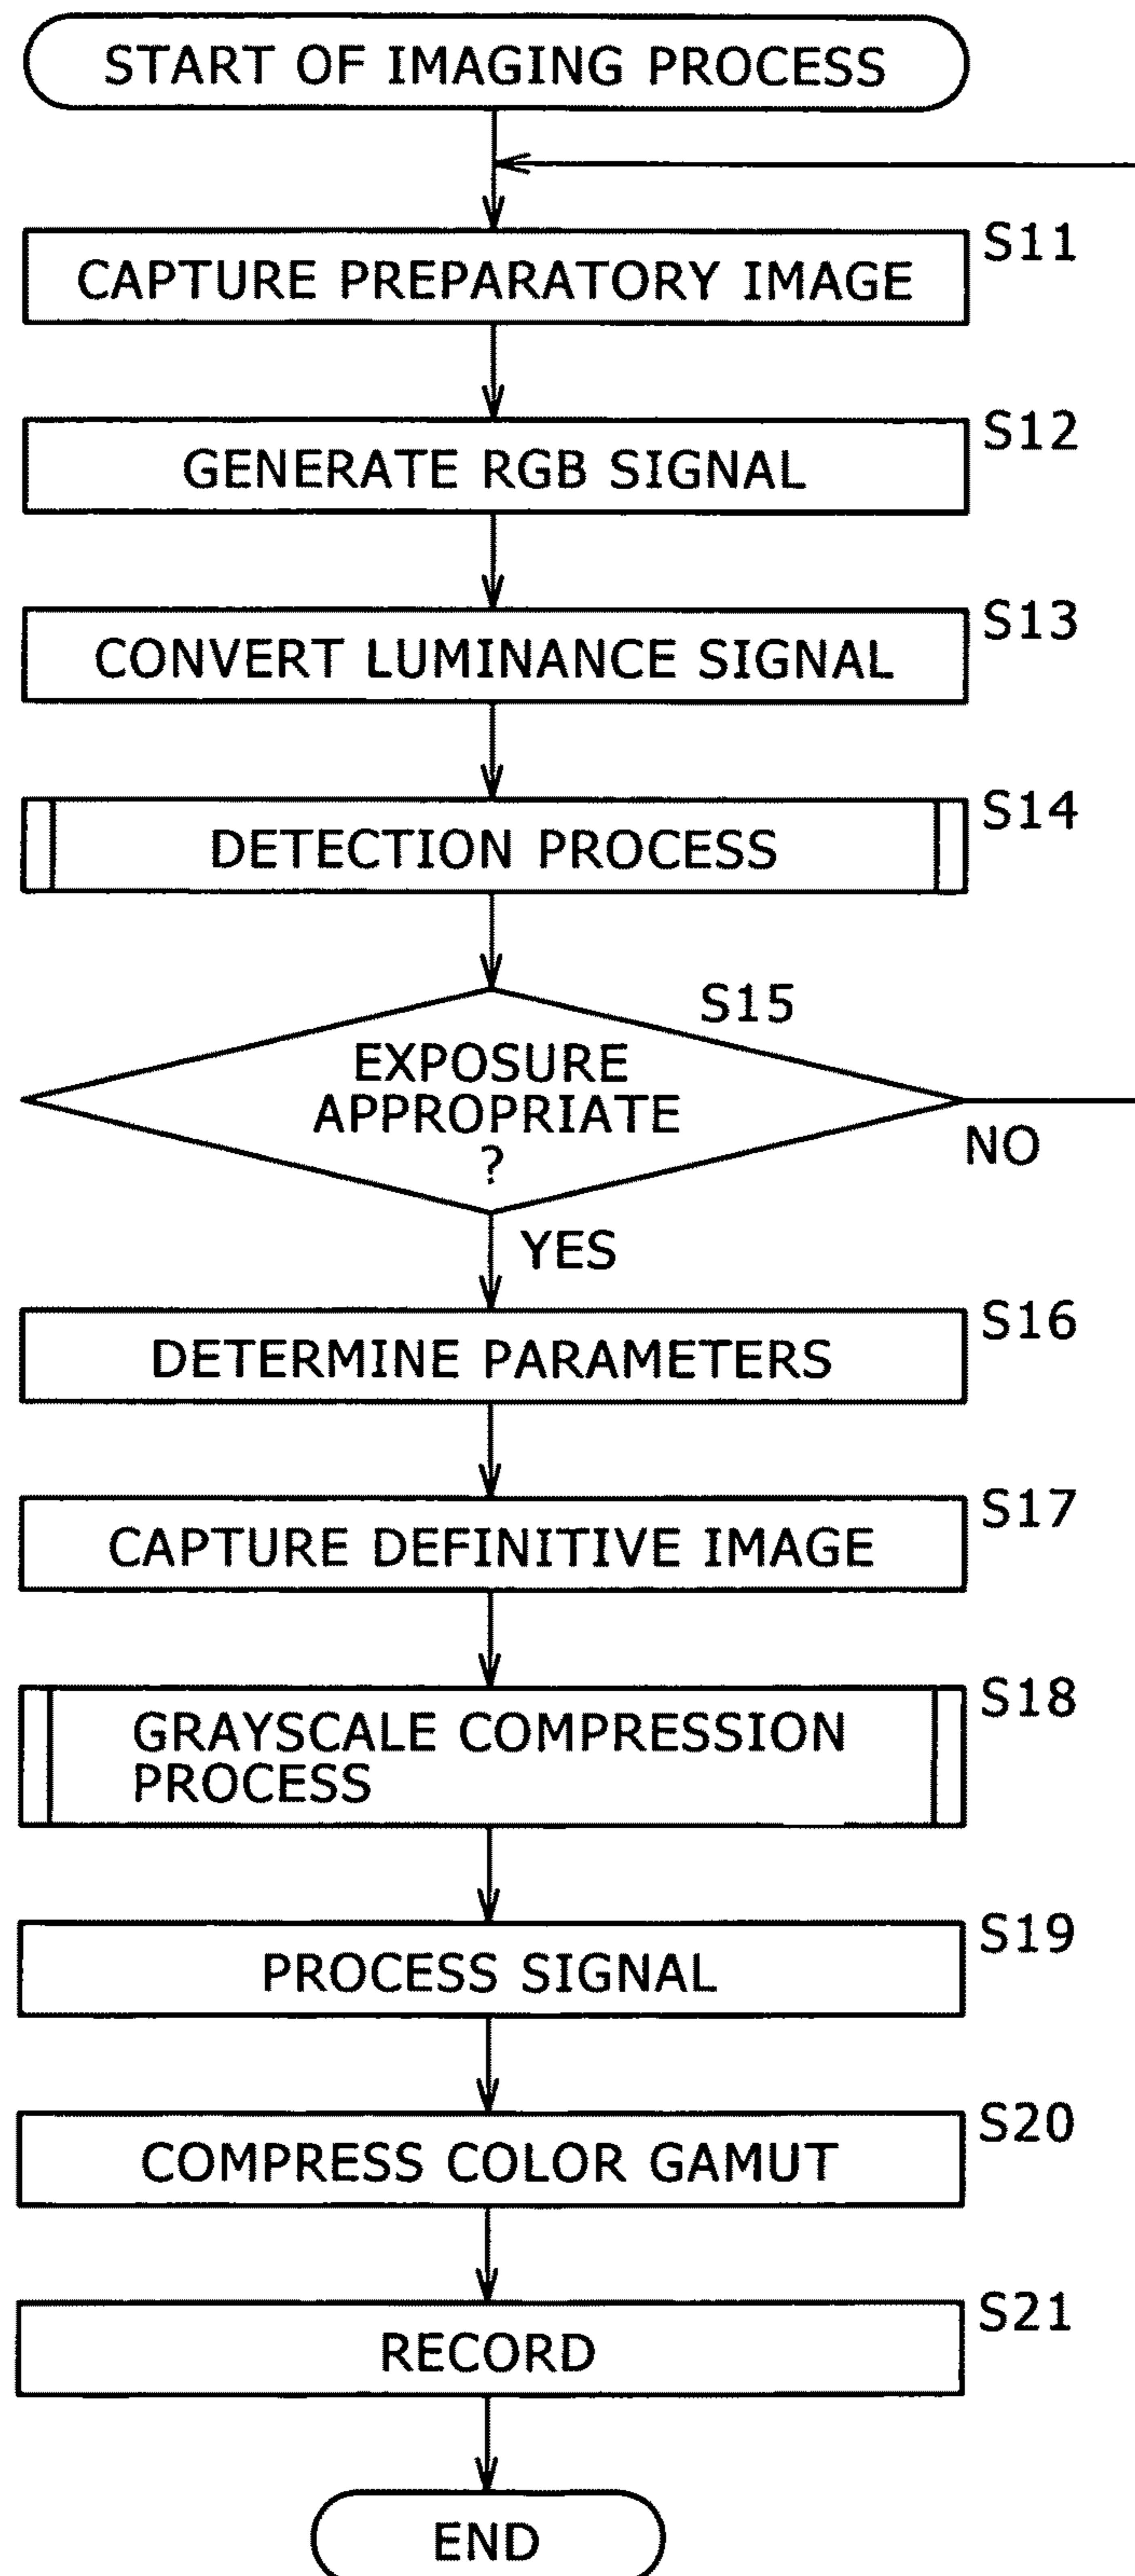 START OF IMAGING PROCESS
S11
CAPTURE PREPARATORY IMAGE
S12
GENERATE RGB SIGNAL
S13
CONVERT LUMINANCE SIGNAL
S14
DETECTION PROCESS
S15
EXPOSURE
APPROPRIATE
?
NO
YES
S16
DETERMINE PARAMETERS
S17
CAPTURE DEFINITIVE IMAGE
S18
GRAYSCALE COMPRESSION
PROCESS
S19
PROCESS SIGNAL
S20
COMPRESS COLOR GAMUT
S21
RECORD
END